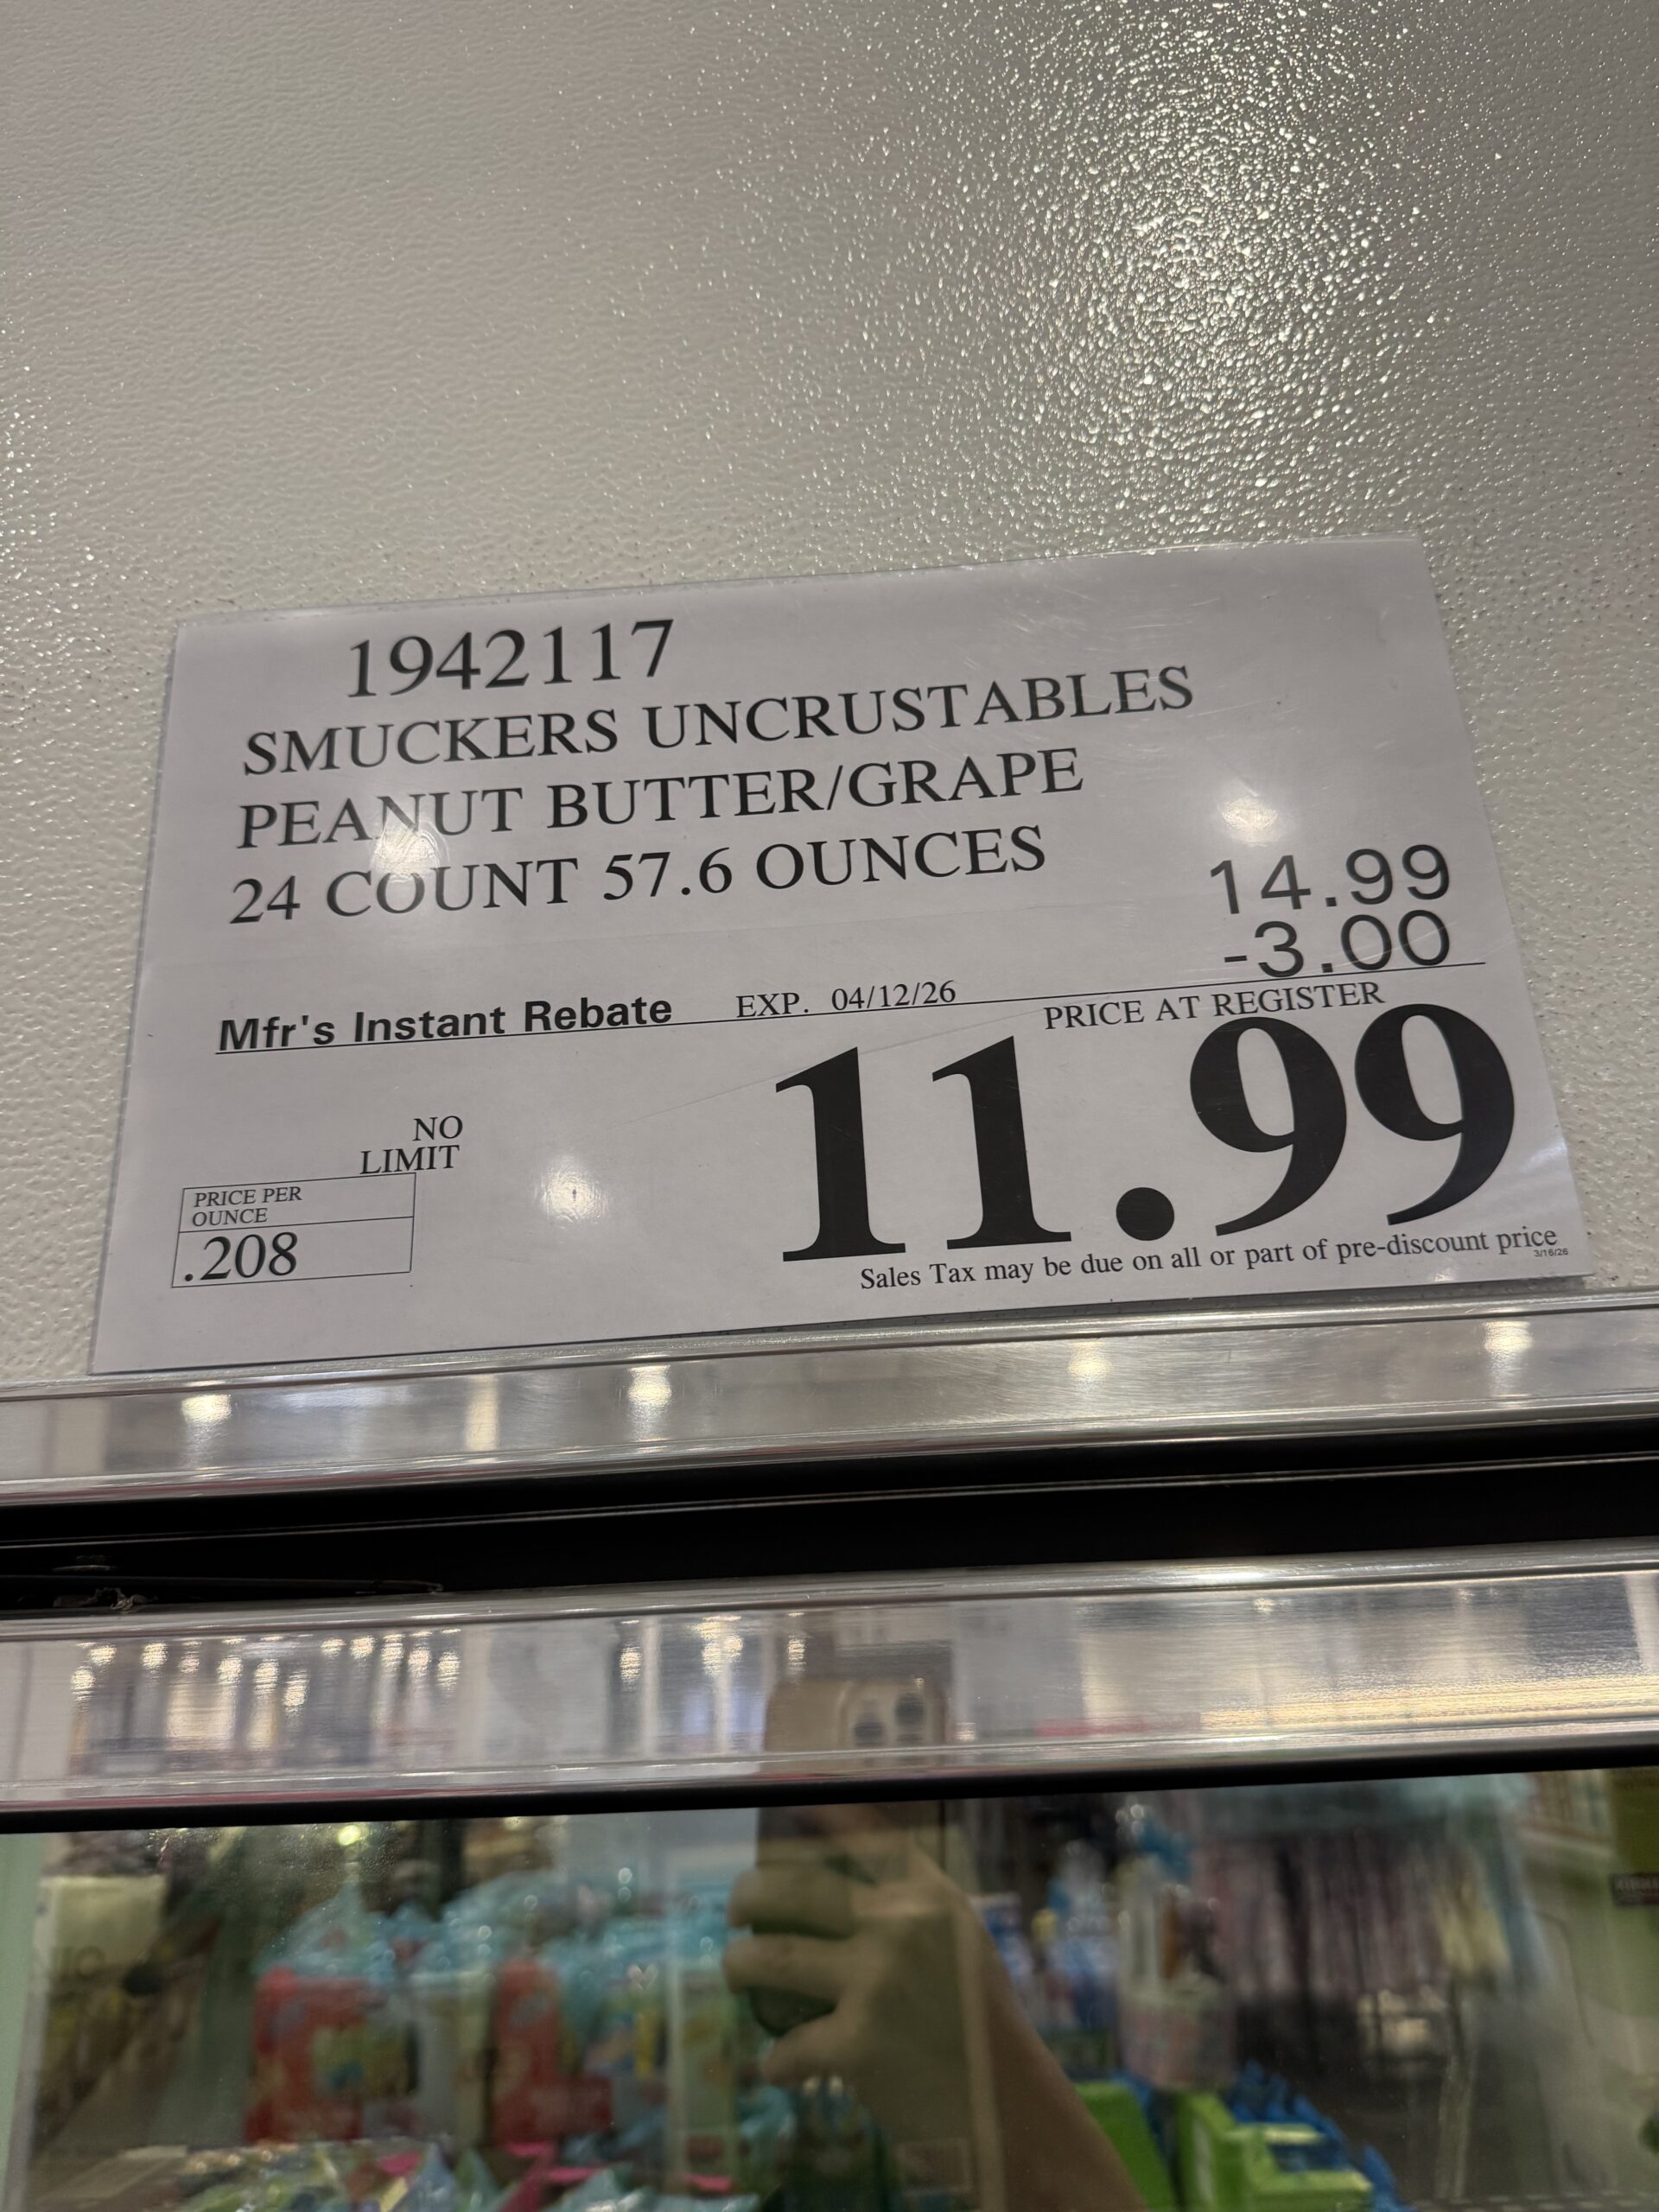 1942117
SMUCKERS UNCRUSTABLES
PEANUT BUTTER/GRAPE
24 COUNT 57.6 OUNCES
14.99
-3.00
Mfr's Instant Rebate EXP. 04/12/26
PRICE AT REGISTER
11.99
NO
LIMIT
PRICE PER
OUNCE
.208
Sales Tax may be due on all or part of pre-discount price
3/16/26